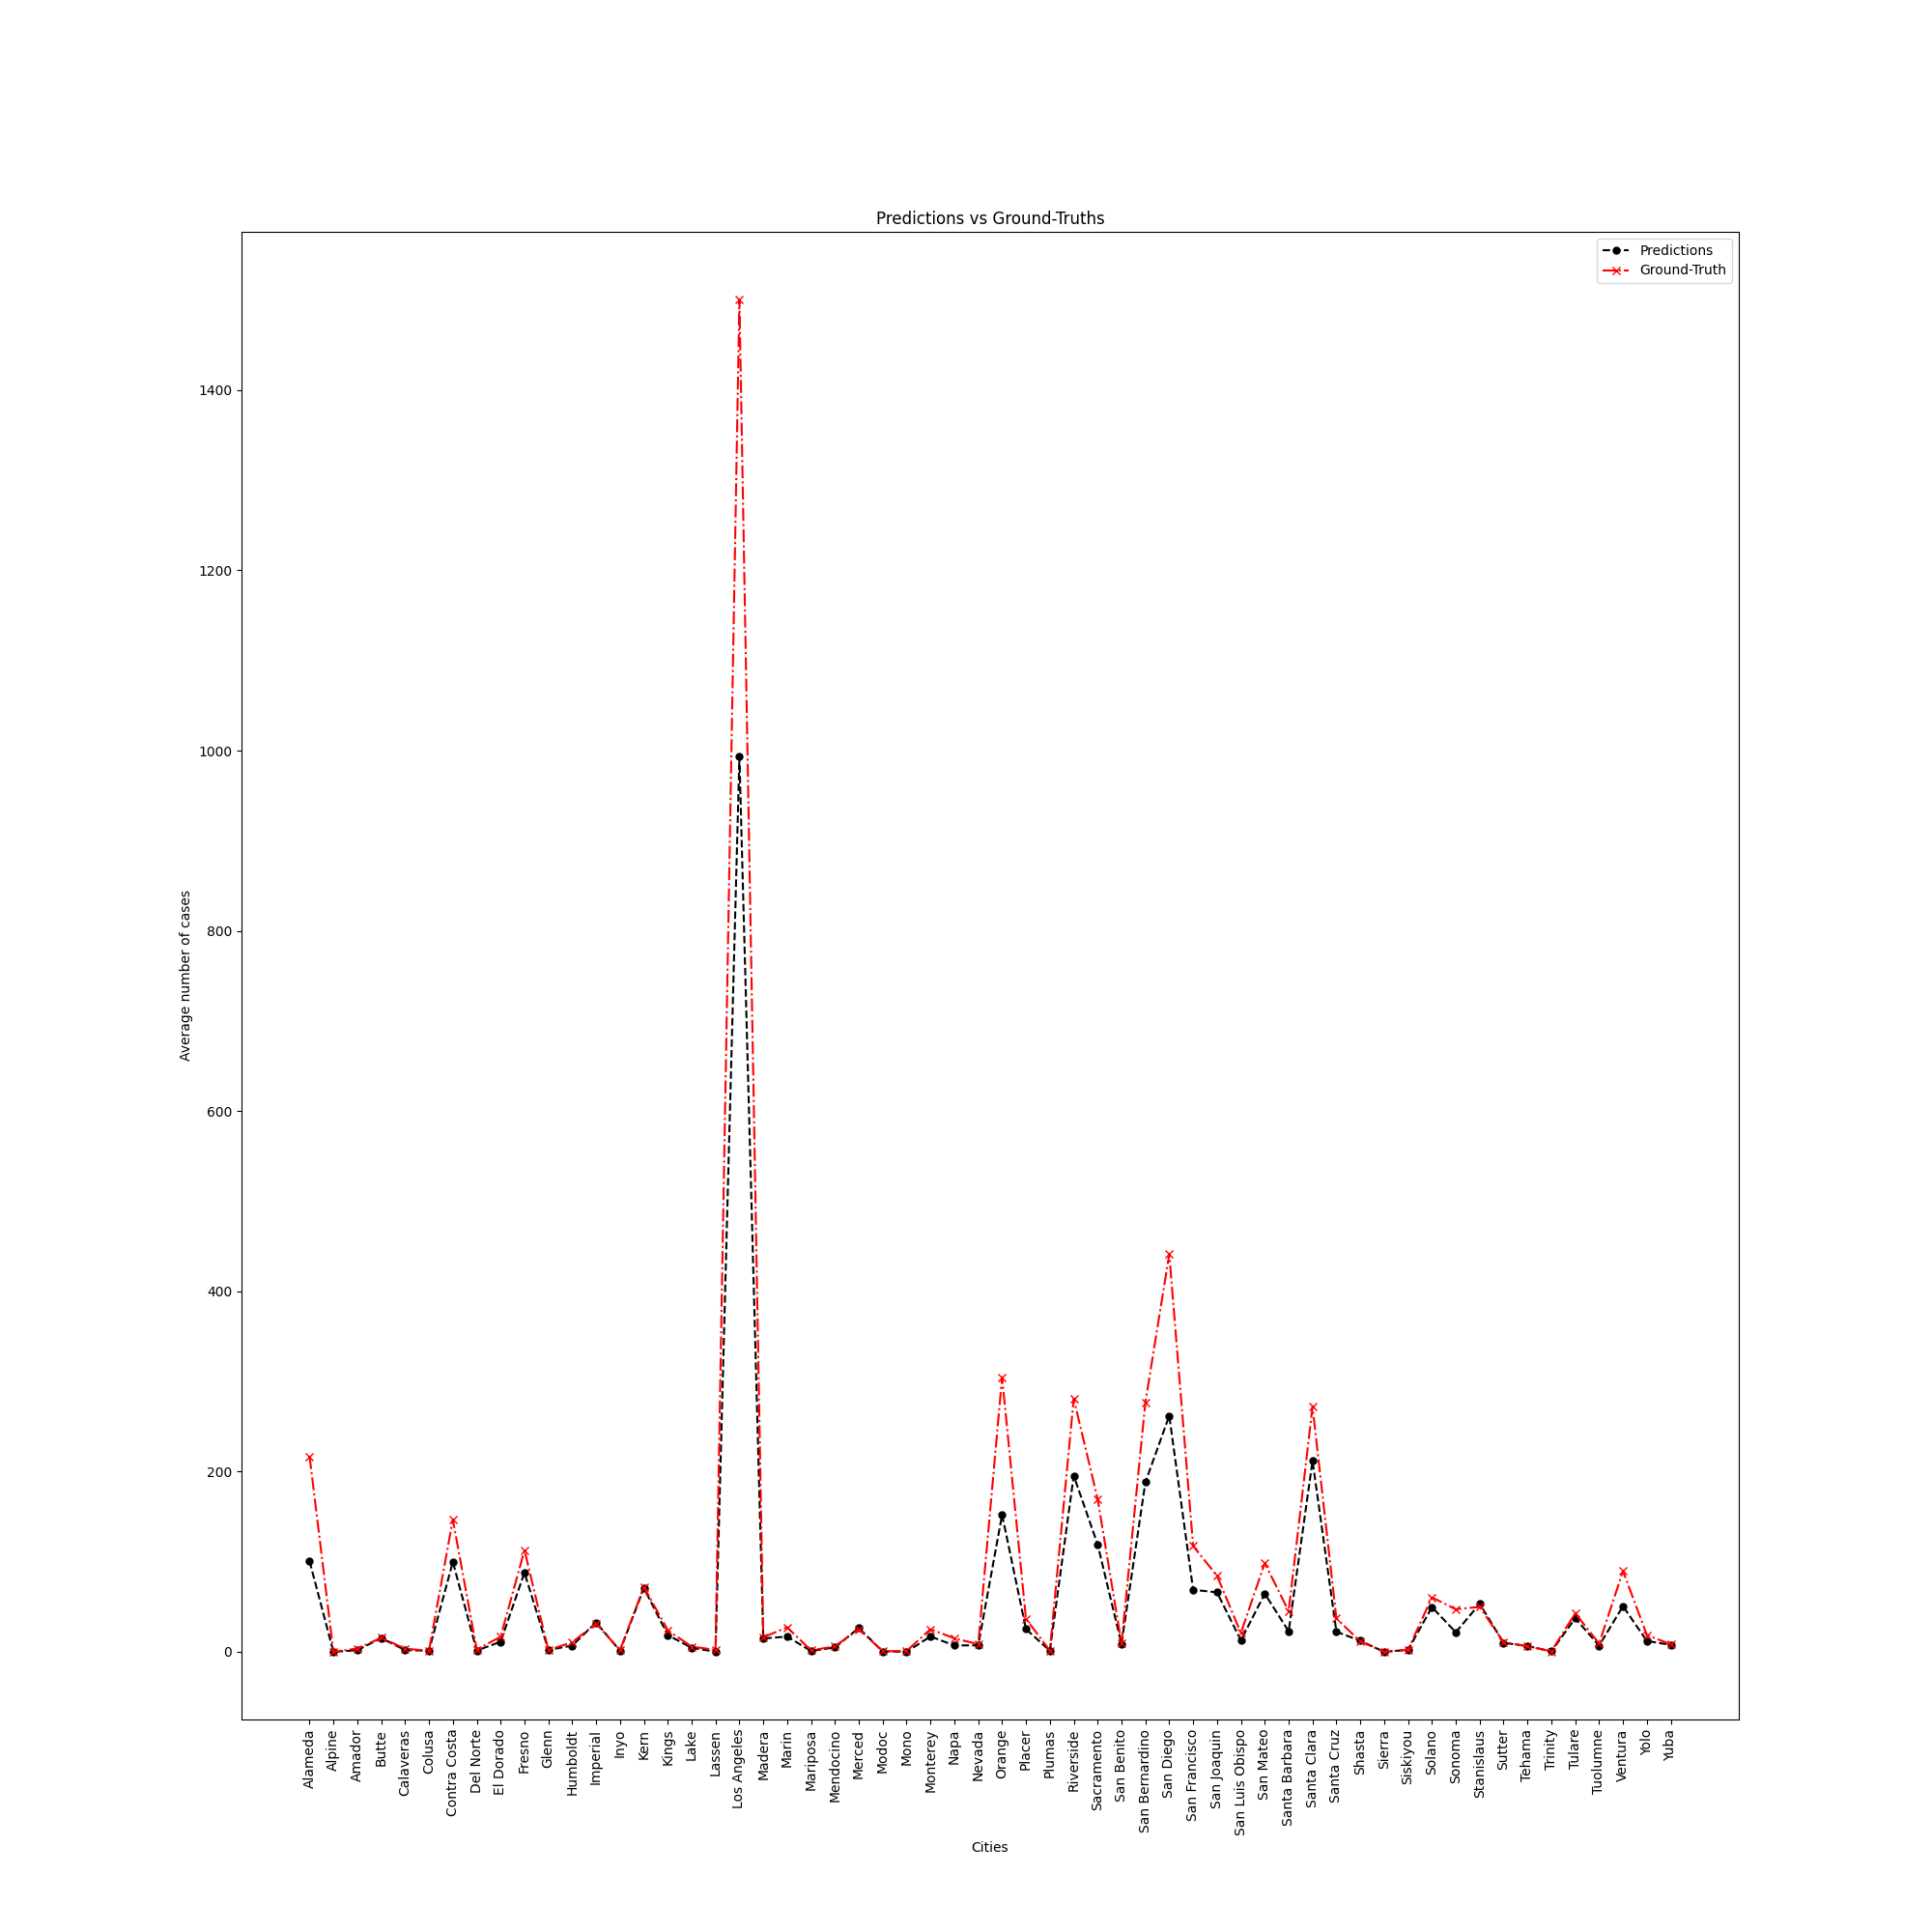 Predictions vs Ground-Truths
Predictions
Ground-Truth
Average number of cases
1400
1200
1000
800
600
400
200
0
Alameda
Alpine
Amador
Butte
Calaveras
Colusa
Contra Costa
Del Norte
El Dorado
Fresno
Glenn
Humboldt
Imperial
Inyo
Kern
Kings
Lake
Lassen
Los Angeles
Madera
Marin
Mariposa
Mendocino
Merced
Modoc
Mono
Monterey
Napa
Nevada
Orange
Placer
Plumas
Riverside
Sacramento
San Benito
San Bernardino
San Diego
San Francisco
San Joaquin
San Luis Obispo
San Mateo
Santa Barbara
Santa Clara
Santa Cruz
Shasta
Sierra
Siskiyou
Solano
Sonoma
Stanislaus
Sutter
Tehama
Trinity
Tulare
Tuolumne
Ventura
Yolo
Yuba
Cities